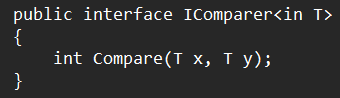 public interface IComparer<in T>
{
    int Compare(T x, T y);
}